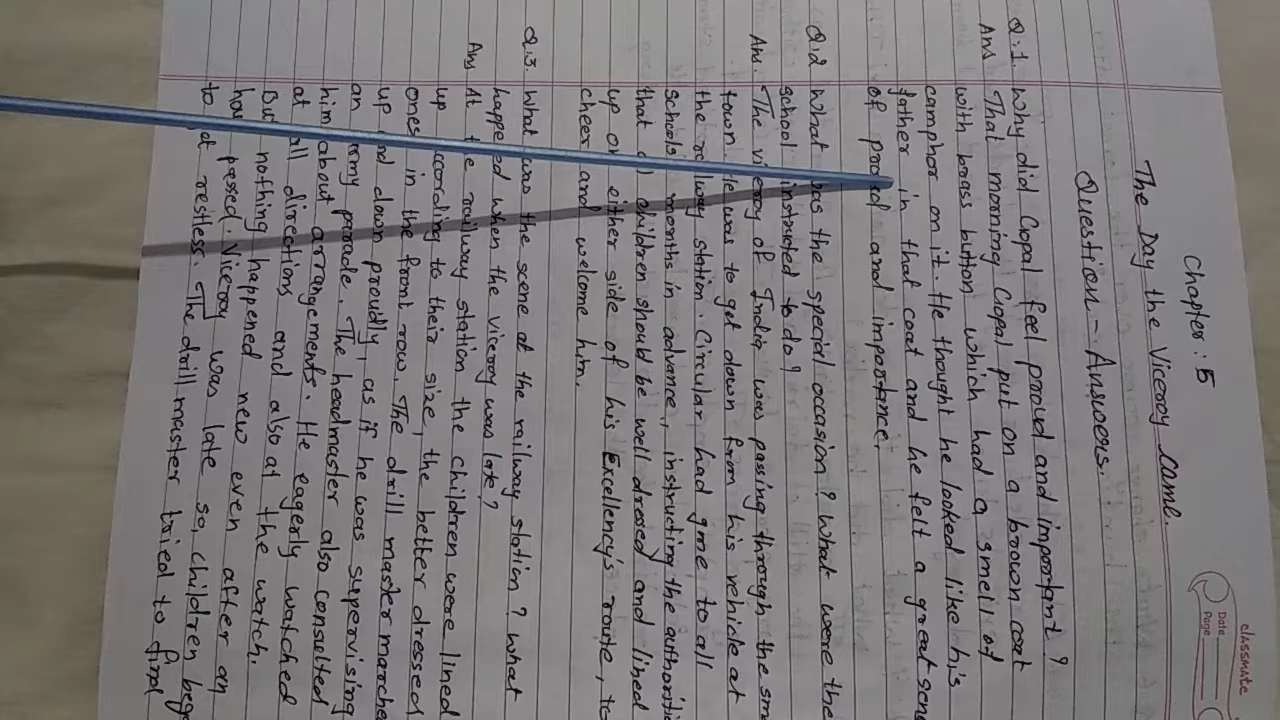 classmate
Date
Page
Chapter : 5
The Day the Viceroy Came.
Question - Answers.
Q:1. Why did Gopal feel proud and important ?
Ans That morning Gopal put on a brown coat
with brass button which had a smell of
camphor on it. He thought he looked like his
father in that coat and he felt a great
of and importance.
Q.2 What was the special occasion ? What were the
school instructed to do?
Ans. The viceroy of India was passing through the
town He was to get down from his vehicle at
the railway station. Circular had gone to all
schools months in advance, instructing the
that all children should be well dressed and lined
up on either side of his Excellency's route, to
cheer and welcome him.
Q.3. What was the scene at the railway station ? What
happened when the viceroy was late?
Ans At the railway station the children were lined
up according to their size, the better dressed
ones in the front row. The drill master
up and down proudly, as if he was supervising
an army parade. The headmaster also consulted
him about arrangements. He eagerly watched
at all directions and also at the watch.
But nothing happened new even after an
hour passed. Viceroy was late so, children
to get restless. The drill master tried to find